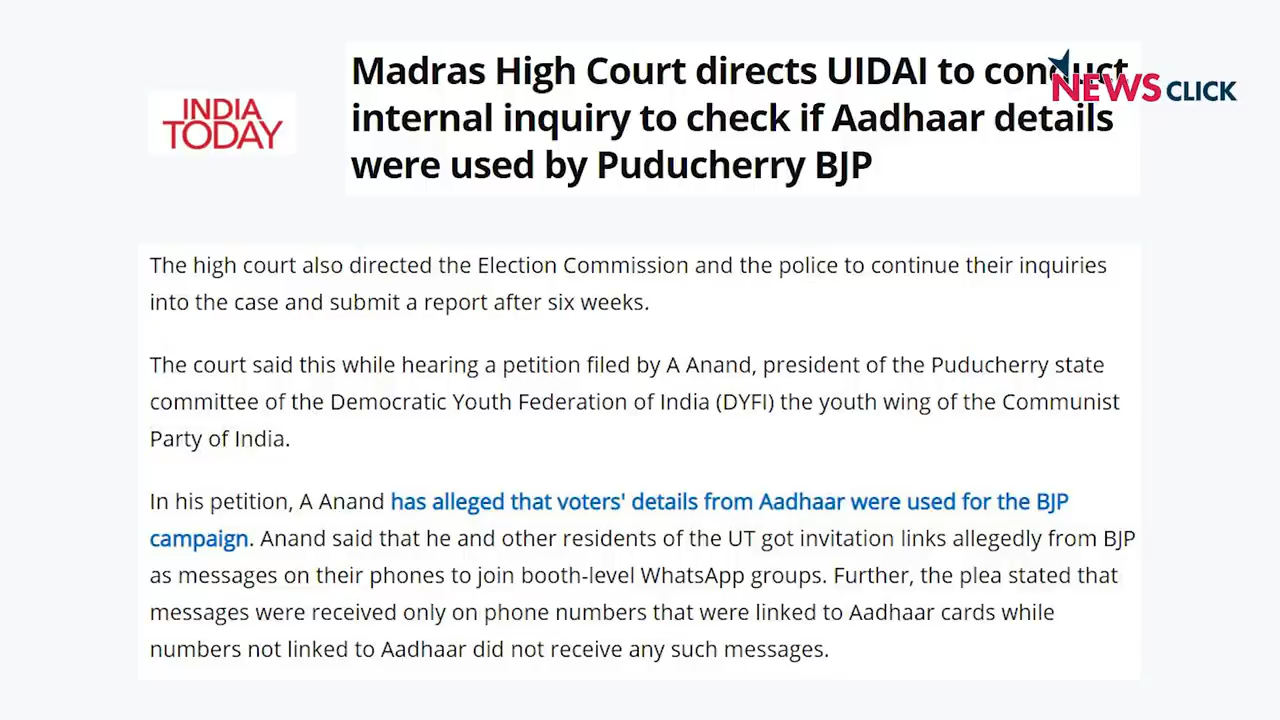 Madras High Court directs UIDAI to conduct
INDIA
TODAY
NEWSCLICK
internal inquiry to check if Aadhaar details
were used by Puducherry BJP
The high court also directed the Election Commission and the police to continue their inquiries
into the case and submit a report after six weeks.
The court said this while hearing a petition filed by A Anand, president of the Puducherry state
committee of the Democratic Youth Federation of India (DYFI) the youth wing of the Communist
Party of India.
In his petition, A Anand has alleged that voters' details from Aadhaar were used for the BJP
campaign. Anand said that he and other residents of the UT got invitation links allegedly from BJP
as messages on their phones to join booth-level WhatsApp groups. Further, the plea stated that
messages were received only on phone numbers that were linked to Aadhaar cards while
numbers not linked to Aadhaar did not receive any such messages.